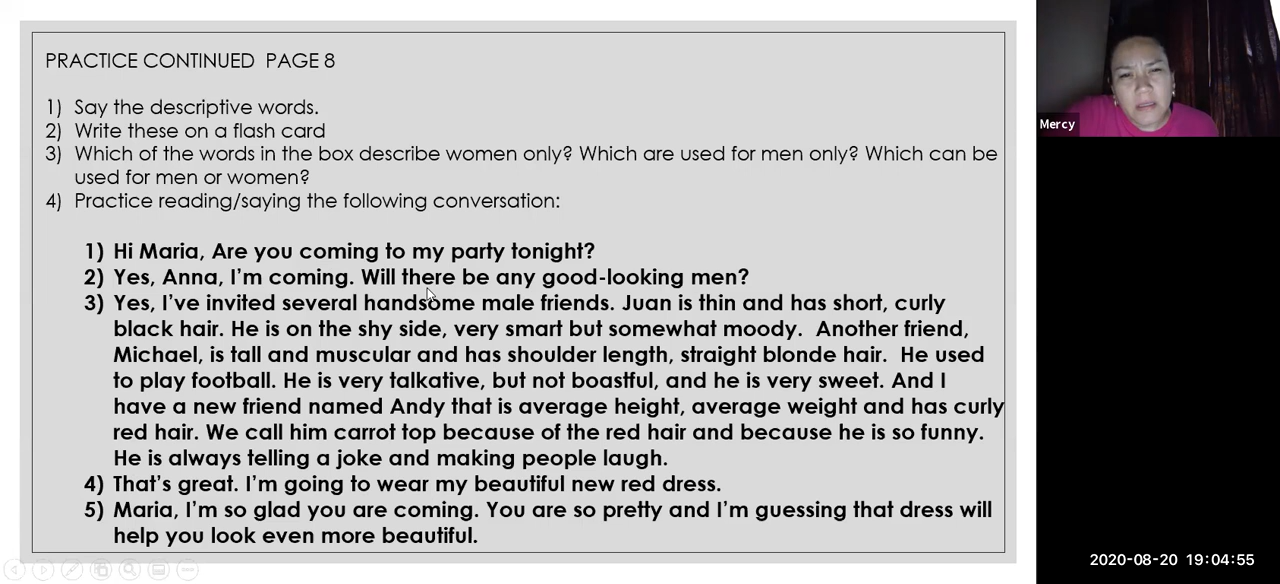 PRACTICE CONTINUED  PAGE 8
1) Say the descriptive words.
2) Write these on a flash card
3) Which of the words in the box describe women only? Which are used for men only? Which can be
used for men or women?
4) Practice reading/saying the following conversation:
1) Hi Maria, Are you coming to my party tonight?
2) Yes, Anna, I'm coming. Will there be any good-looking men?
3) Yes, I've invited several handsome male friends. Juan is thin and has short, curly
black hair. He is on the shy side, very smart but somewhat moody.  Another friend,
Michael, is tall and muscular and has shoulder length, straight blonde hair.  He used
to play football. He is very talkative, but not boastful, and he is very sweet. And I
have a new friend named Andy that is average height, average weight and has curly
red hair. We call him carrot top because of the red hair and because he is so funny.
He is always telling a joke and making people laugh.
4) That's great. I'm going to wear my beautiful new red dress.
5) Maria, I'm so glad you are coming. You are so pretty and I'm guessing that dress will
help you look even more beautiful.
Mercy
2020-08-20 19:04:55